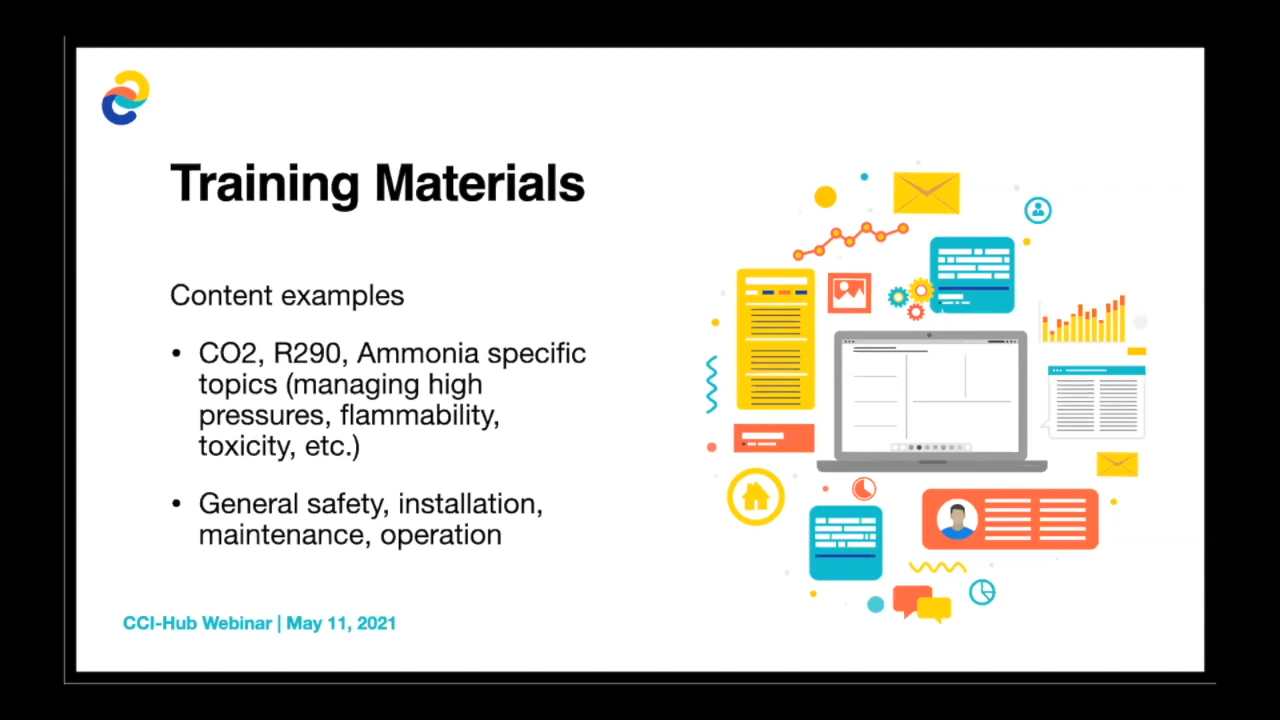 Training Materials
Content examples
• CO2, R290, Ammonia specific
topics (managing high
pressures, flammability,
toxicity, etc.)
• General safety, installation,
maintenance, operation
CCI-Hub Webinar | May 11, 2021